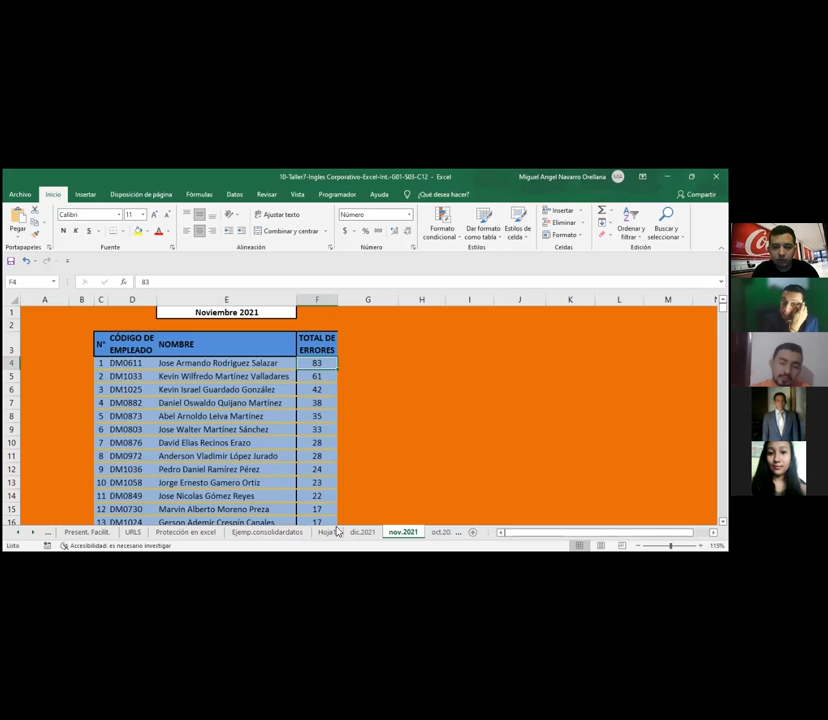 10-Taller7-Ingles Corporativo-Excel-int.-G01-S03-C12 - Excel
Miguel Angel Navarro Orellana
MA
Archivo Inicio Insertar Disposición de página Fórmulas Datos Revisar Vista Programador Ayuda ¿Qué desea hacer? Compartir
Pegar
Calibri 11
N K S
Ajustar texto
Combinar y centrar
Número
$ % 000
Formato condicional
Dar formato como tabla
Estilos de celda
Insertar
Eliminar
Formato
Ordenar y filtrar
Buscar y seleccionar
Portapapeles Fuente Alineación Número Estilos Celdas Edición
F4 fx 83
A B C D E F G H I J K L M N
1 Noviembre 2021
2
3 N° CÓDIGO DE EMPLEADO NOMBRE TOTAL DE ERRORES
4 1 DM0611 Jose Armando Rodriguez Salazar 83
5 2 DM1033 Kevin Wilfredo Martínez Valladares 61
6 3 DM1025 Kevin Israel Guardado González 42
7 4 DM0882 Daniel Oswaldo Quijano Martínez 38
8 5 DM0873 Abel Arnoldo Leiva Martínez 35
9 6 DM0803 Jose Walter Martínez Sánchez 33
10 7 DM0876 David Elias Recinos Erazo 28
11 8 DM0972 Anderson Vladimir López Jurado 28
12 9 DM1036 Pedro Daniel Ramírez Pérez 24
13 10 DM1058 Jorge Ernesto Gamero Ortiz 23
14 11 DM0849 Jose Nicolas Gómez Reyes 22
15 12 DM0730 Marvin Alberto Moreno Preza 17
16 13 DM1024 Gerson Ademir Crespín Canales 17
... Present. Facilit. URLS Protección en excel Ejemp.consolidardatos Hoja1 dic.2021 nov.2021 oct.20. ...
Listo Accesibilidad: es necesario investigar 115%